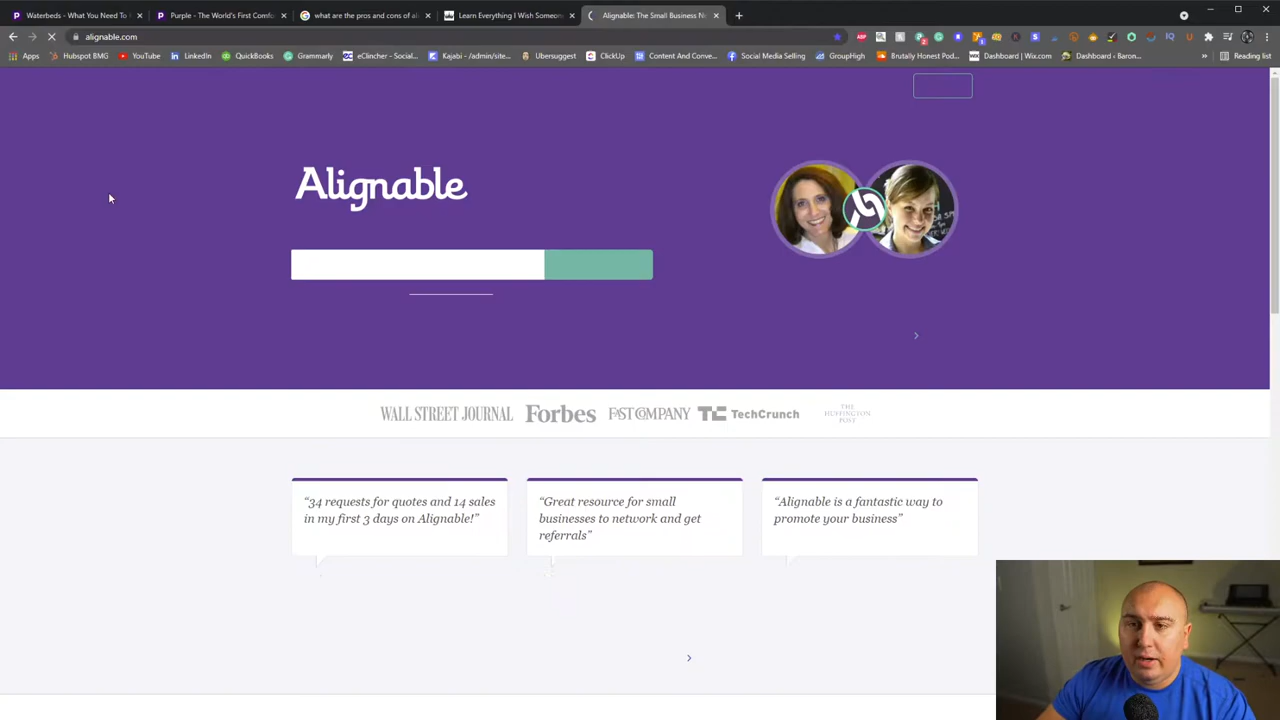 Waterbeds - What You Need To
Purple - The World's First Comfo
what are the pros and cons of al
Learn Everything I Wish Someon
Alignable: The Small Business Ne
alignable.com
Apps
Hubspot BMG
YouTube
LinkedIn
QuickBooks
Grammarly
eClincher - Social...
Kajabi - /admin/site...
Ubersuggest
ClickUp
Content And Conve...
Social Media Selling
GroupHigh
Brutally Honest Pod...
Dashboard | Wix.com
Dashboard ‹ Baron...
»
Reading list
Alignable
WALL STREET JOURNAL
Forbes
FAST COMPANY
TC TechCrunch
THE
HUFFINGTON
POST
“34 requests for quotes and 14 sales
in my first 3 days on Alignable!”
“Great resource for small
businesses to network and get
referrals”
“Alignable is a fantastic way to
promote your business”